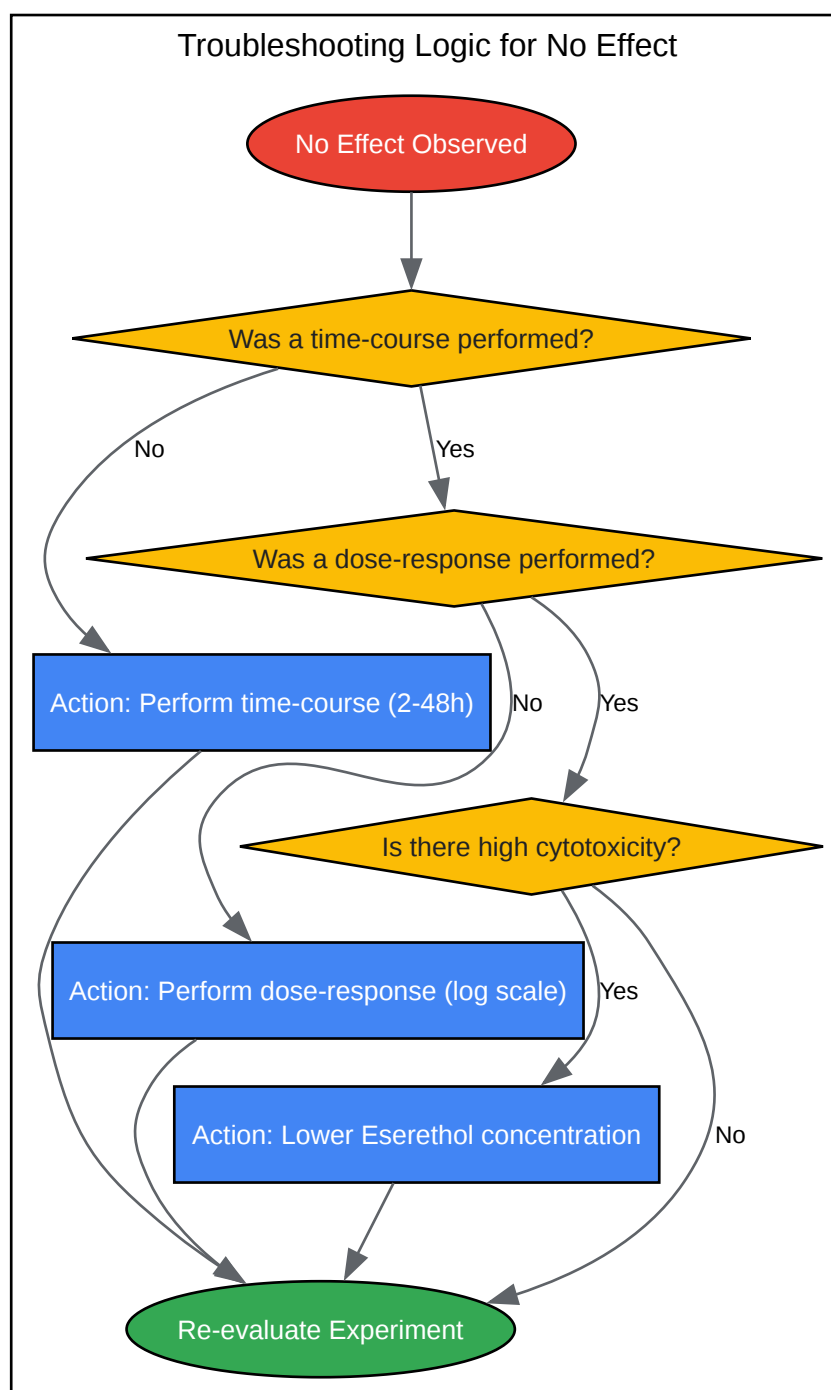 Troubleshooting Logic for No Effect
No Effect Observed
Was a time-course performed?
No
Yes
Was a dose-response performed?
Action: Perform time-course (2-48h)
No
Yes
Is there high cytotoxicity?
Action: Perform dose-response (log scale)
Yes
Action: Lower Eserethol concentration
No
Re-evaluate Experiment